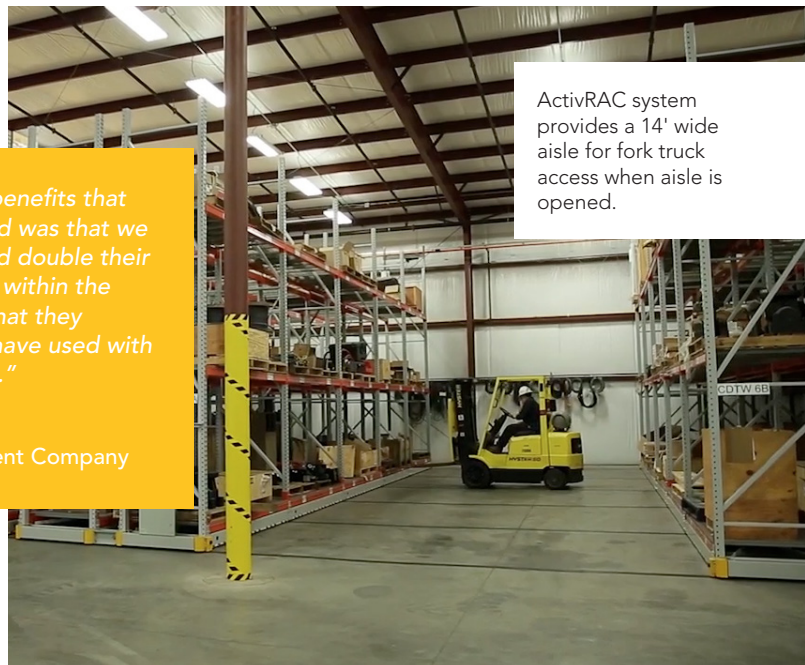 benefits that
d was that we
d double their
within the
hat they
have used with
."
ent Company
ActivRAC system
provides a 14' wide
aisle for fork truck
access when aisle is
opened.
CDTW 6B
HYSTER 50